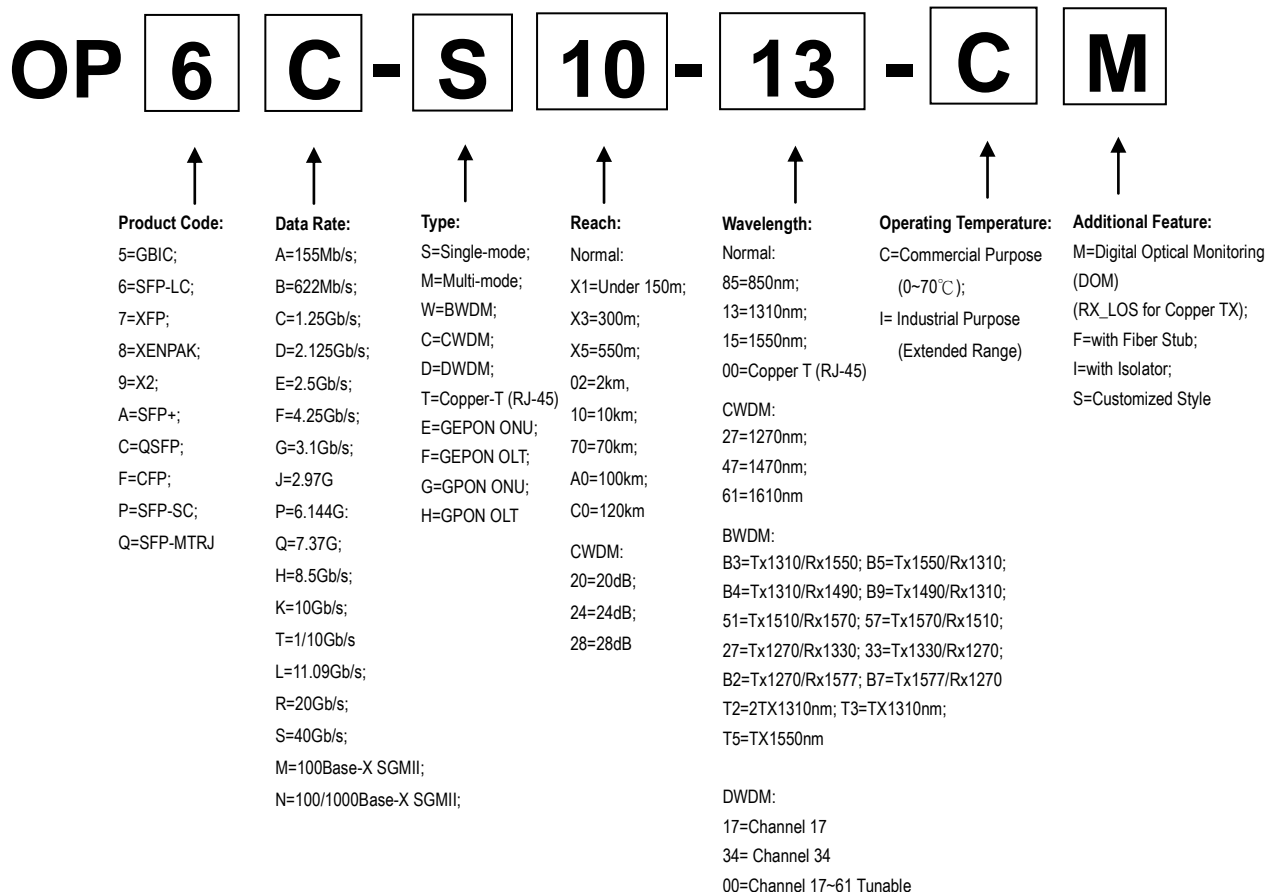 OP 6 C - S 10 - 13 - C M
Product Code:
5=GBIC;
6=SFP-LC;
7=XFP;
8=XENPAK;
9=X2;
A=SFP+;
C=QSFP;
F=CFP;
P=SFP-SC;
Q=SFP-MTRJ
Data Rate:
A=155Mb/s;
B=622Mb/s;
C=1.25Gb/s;
D=2.125Gb/s;
E=2.5Gb/s;
F=4.25Gb/s;
G=3.1Gb/s;
J=2.97G
P=6.144G:
Q=7.37G;
H=8.5Gb/s;
K=10Gb/s;
T=1/10Gb/s
L=11.09Gb/s;
R=20Gb/s;
S=40Gb/s;
M=100Base-X SGMII;
N=100/1000Base-X SGMII;
Type:
S=Single-mode;
M=Multi-mode;
W=BWDM;
C=CWDM;
D=DWDM;
T=Copper-T (RJ-45)
E=GEPON ONU;
F=GEPON OLT;
G=GPON ONU;
H=GPON OLT
Reach:
Normal:
X1=Under 150m;
X3=300m;
X5=550m;
02=2km,
10=10km;
70=70km;
A0=100km;
C0=120km
CWDM:
20=20dB;
24=24dB;
28=28dB
Wavelength:
Normal:
85=850nm;
13=1310nm;
15=1550nm;
00=Copper T (RJ-45)
CWDM:
27=1270nm;
47=1470nm;
61=1610nm
BWDM:
B3=Tx1310/Rx1550; B5=Tx1550/Rx1310;
B4=Tx1310/Rx1490; B9=Tx1490/Rx1310;
51=Tx1510/Rx1570; 57=Tx1570/Rx1510;
27=Tx1270/Rx1330; 33=Tx1330/Rx1270;
B2=Tx1270/Rx1577; B7=Tx1577/Rx1270
T2=2TX1310nm; T3=TX1310nm;
T5=TX1550nm
DWDM:
17=Channel 17
34= Channel 34
00=Channel 17~61 Tunable
Operating Temperature:
C=Commercial Purpose
(0~70℃);
I= Industrial Purpose
(Extended Range)
Additional Feature:
M=Digital Optical Monitoring
(DOM)
(RX_LOS for Copper TX);
F=with Fiber Stub;
I=with Isolator;
S=Customized Style